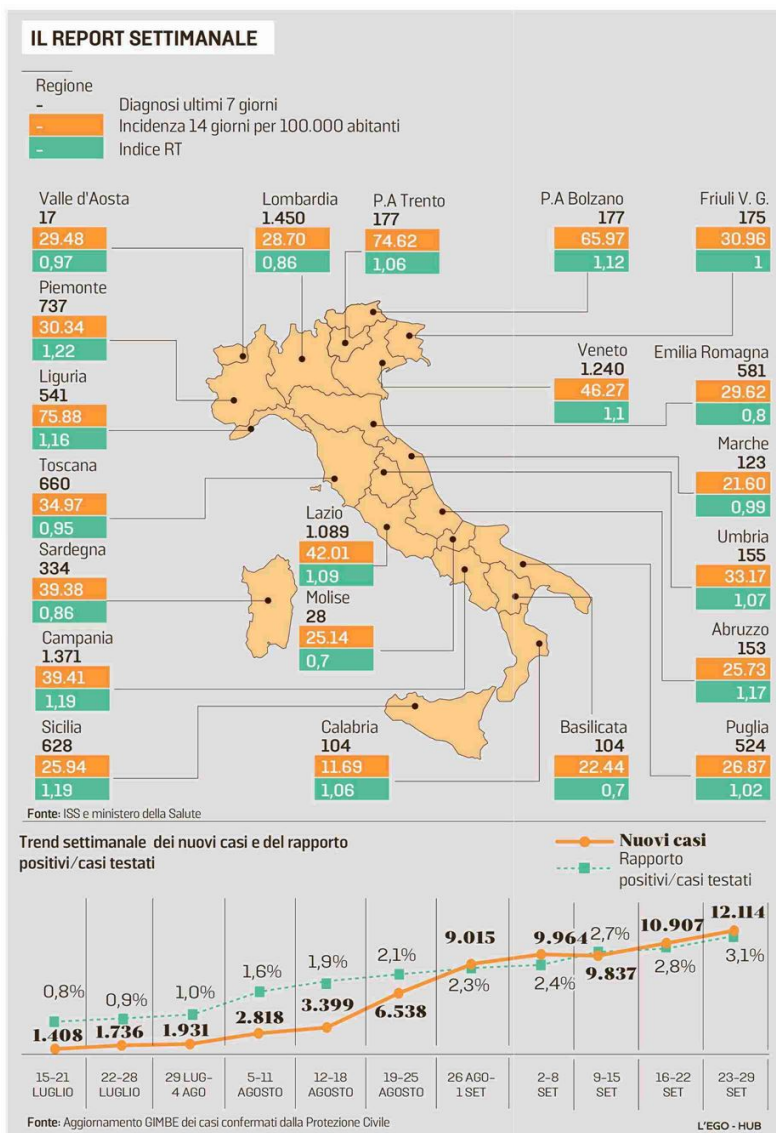 IL REPORT SETTIMANALE
Regione
- Diagnosi ultimi 7 giorni
- Incidenza 14 giorni per 100.000 abitanti
- Indice RT
Valle d'Aosta
17
29.48
0,97
Lombardia
1.450
28.70
0,86
P.A Trento
177
74.62
1,06
P.A Bolzano
177
65.97
1,12
Friuli V. G.
175
30.96
1
Piemonte
737
30.34
1,22
Veneto
1.240
46.27
1,1
Emilia Romagna
581
29.62
0,8
Liguria
541
75.88
1,16
Marche
123
21.60
0,99
Toscana
660
34.97
0,95
Lazio
1.089
42.01
1,09
Umbria
155
33.17
1,07
Sardegna
334
39.38
0,86
Molise
28
25.14
0,7
Campania
1.371
39.41
1,19
Abruzzo
153
25.73
1,17
Sicilia
628
25.94
1,19
Calabria
104
11.69
1,06
Basilicata
104
22.44
0,7
Puglia
524
26.87
1,02
Fonte: ISS e ministero della Salute
Trend settimanale dei nuovi casi e del rapporto
positivi/casi testati
Nuovi casi
Rapporto
positivi/casi testati
0,8%
0,9%
1,0%
1,6%
1,9%
2,1%
2,3%
2,4%
2,7%
2,8%
3,1%
1.408
1.736
1.931
2.818
3.399
6.538
9.015
9.964
9.837
10.907
12.114
15-21
LUGLIO
22-28
LUGLIO
29 LUG-
4 AGO
5-11
AGOSTO
12-18
AGOSTO
19-25
AGOSTO
26 AGO-
1 SET
2-8
SET
9-15
SET
16-22
SET
23-29
SET
Fonte: Aggiornamento GIMBE dei casi confermati dalla Protezione Civile
L'EGO - HUB